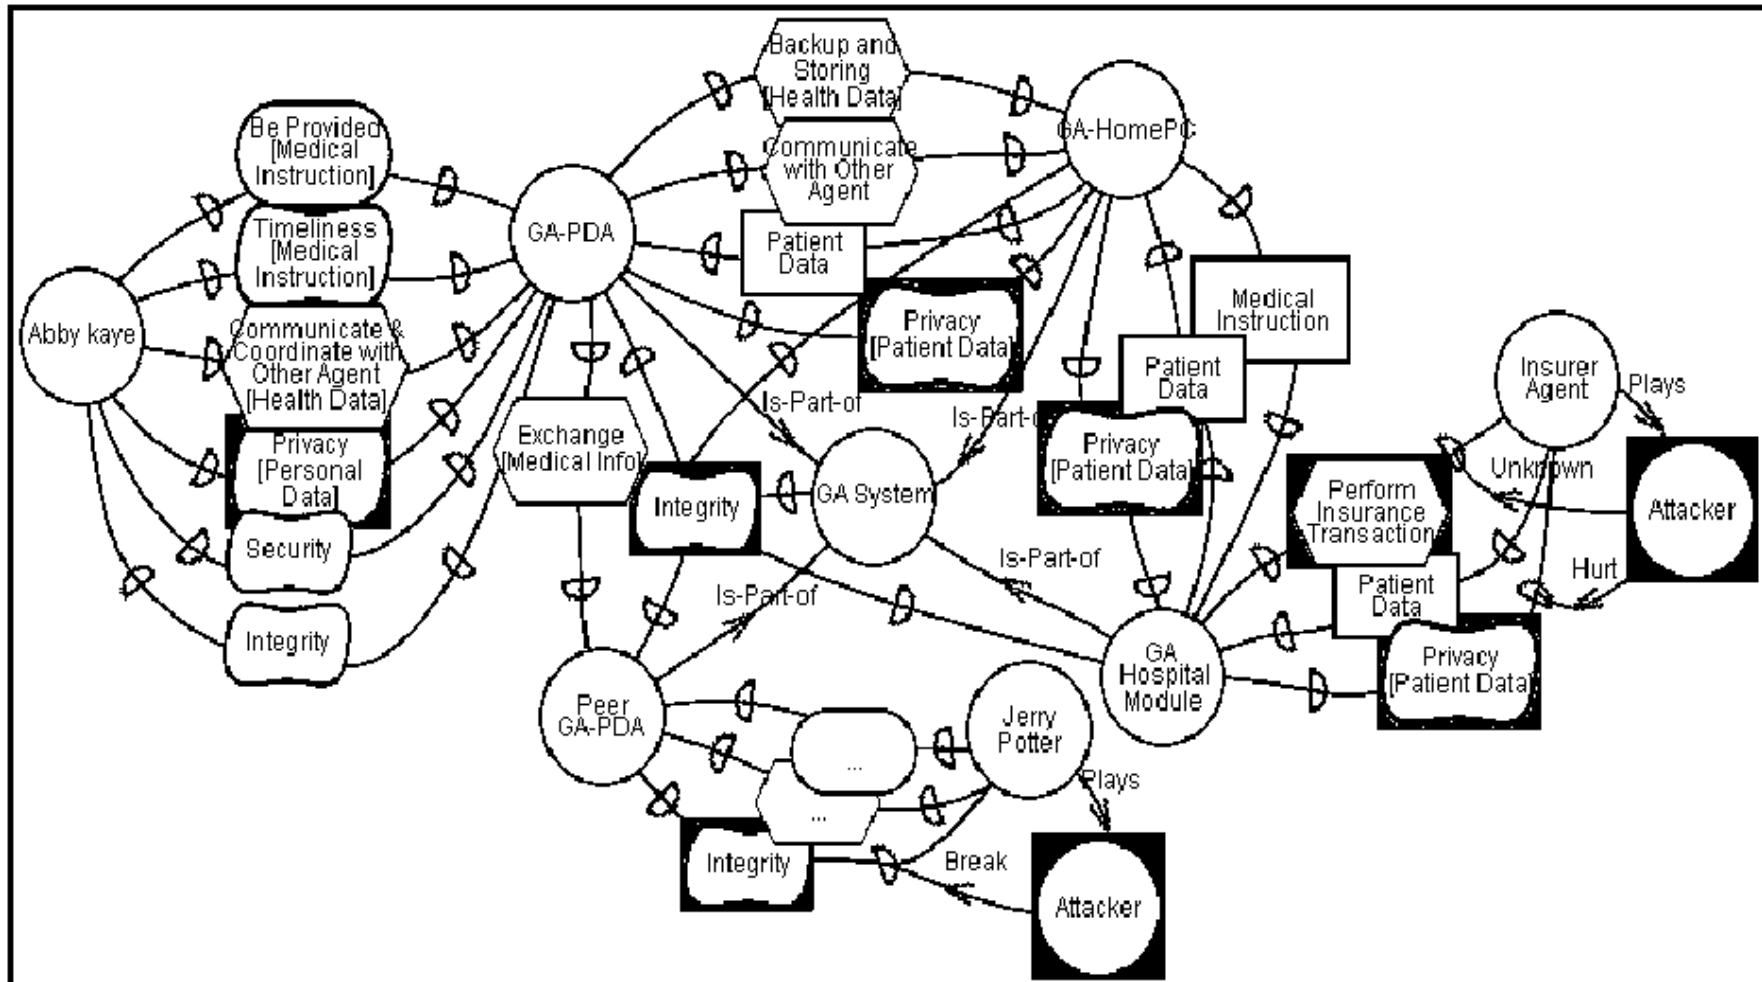 Be Provided
[Medical
Instruction]
Timeliness
[Medical
Instruction]
Abby kaye
Communicate &
Coordinate with
Other Agent
[Health Data]
Privacy
[Personal
Data]
Security
Integrity
GA-PDA
Backup and
Storing
[Health Data]
Communicate
with Other
Agent
Patient
Data
Privacy
[Patient Data]
GA-HomePC
Medical
Instruction
Patient
Data
Privacy
[Patient Data]
Is-Part-of
Is-Part-o
Exchange
[Medical Info]
Integrity
GA System
Is-Part-of
Is-Part-of
Insurer
Agent
Plays
Unknown
Attacker
Hurt
Perform
Insurance
Transaction
Patient
Data
Privacy
[Patient Data]
GA
Hospital
Module
Peer
GA-PDA
...
...
Integrity
Jerry
Potter
Plays
Break
Attacker